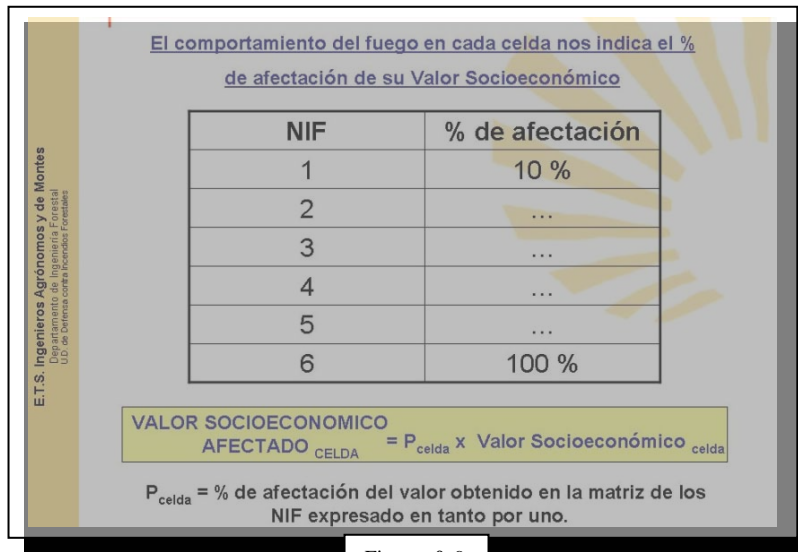 El comportamiento del fuego en cada celda nos indica el %
de afectación de su Valor Socioeconómico
NIF % de afectación
1 10 %
2 ...
3 ...
4 ...
5 ...
6 100 %
VALOR SOCIOECONOMICO
AFECTADO CELDA = Pcelda x Valor Socioeconómico celda
Pcelda = % de afectación del valor obtenido en la matriz de los
NIF expresado en tanto por uno.
E.T.S. Ingenieros Agrónomos y de Montes
Departamento de Ingeniería Forestal
U.D. de Defensa contra Incendios Forestales